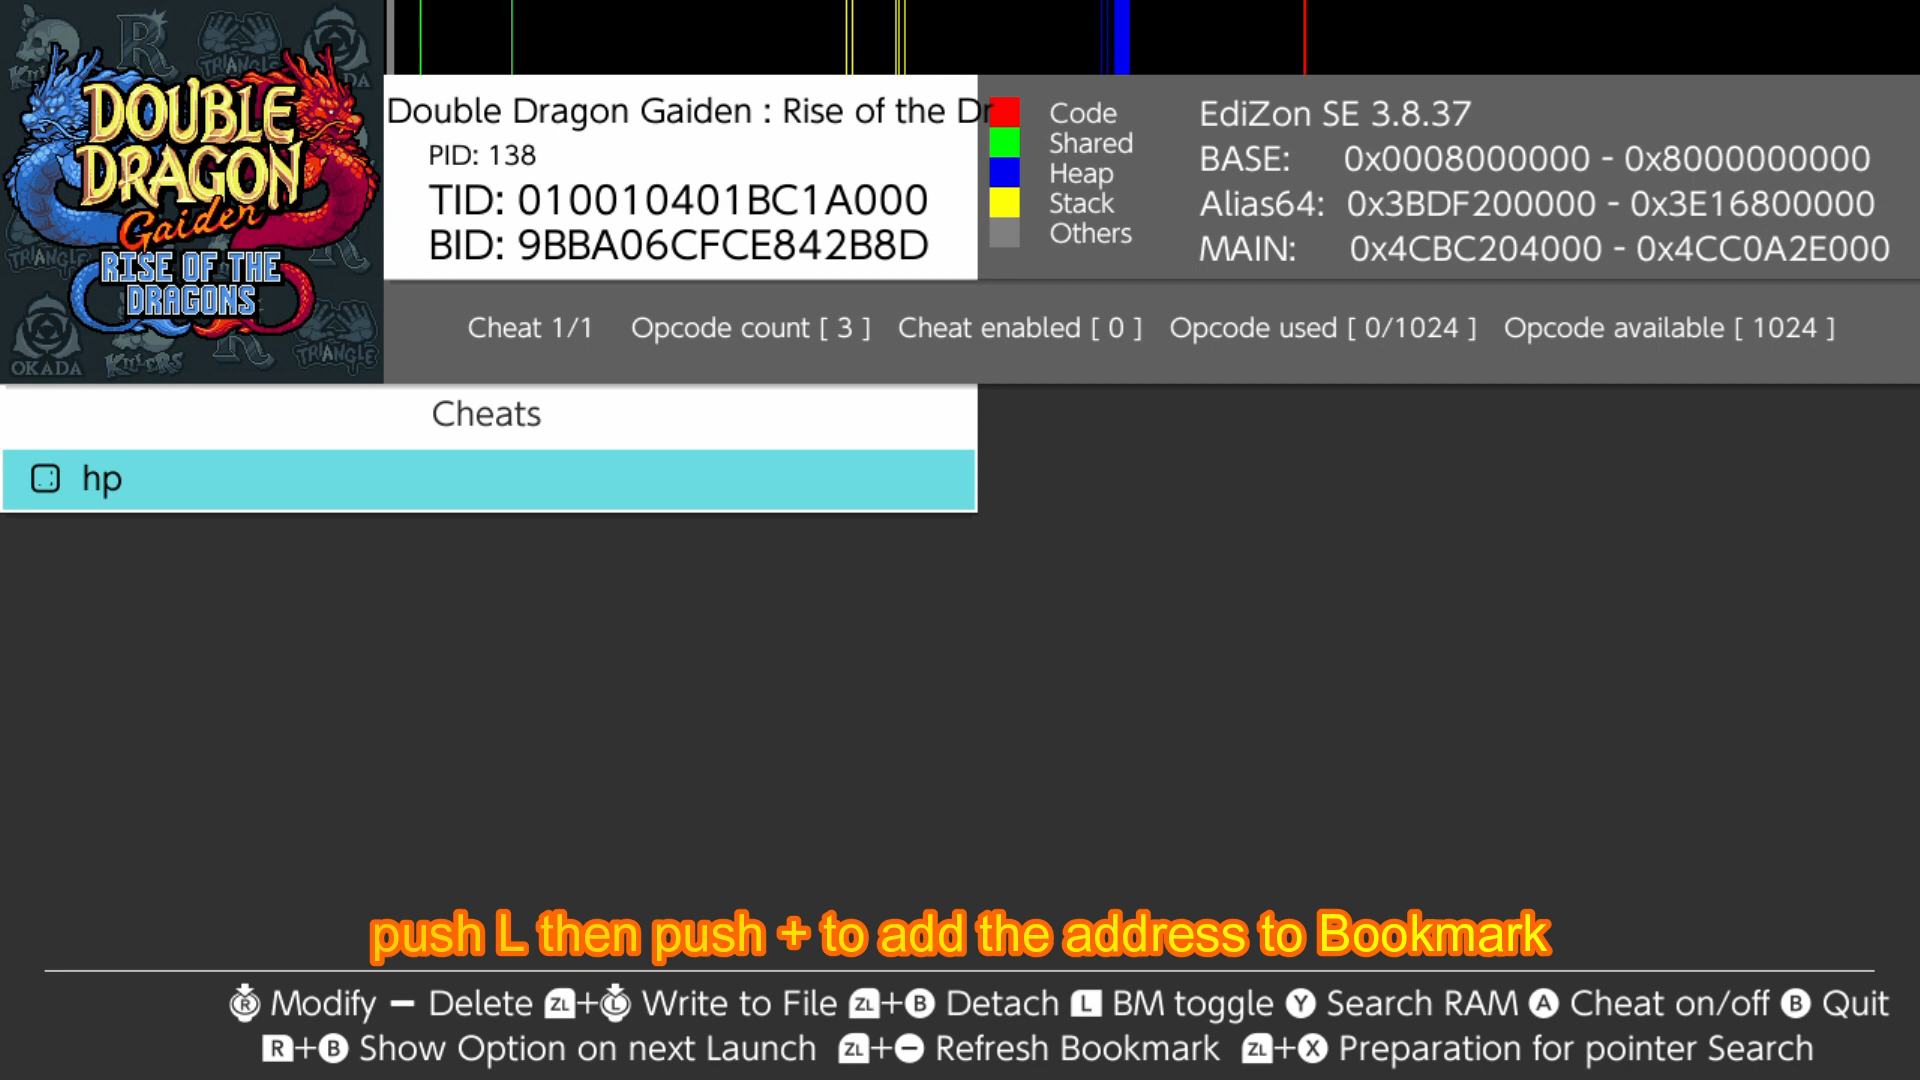 DOUBLE
DRAGON
Gaiden
RISE OF THE
DRAGONS
TRIANGLE
OKADA
KILLERS
R
TRIANGLE
Double Dragon Gaiden : Rise of the Dr
PID: 138
TID: 010010401BC1A000
BID: 9BBA06CFCE842B8D
Code
Shared
Heap
Stack
Others
EdiZon SE 3.8.37
BASE: 0x0008000000 - 0x8000000000
Alias64: 0x3BDF200000 - 0x3E16800000
MAIN: 0x4CBC204000 - 0x4CC0A2E000
Cheat 1/1 Opcode count [ 3 ] Cheat enabled [ 0 ] Opcode used [ 0/1024 ] Opcode available [ 1024 ]
Cheats
hp
push L then push + to add the address to Bookmark
R Modify − Delete ZL+L Write to File ZL+B Detach L BM toggle Y Search RAM A Cheat on/off B Quit
R+B Show Option on next Launch ZL+− Refresh Bookmark ZL+X Preparation for pointer Search